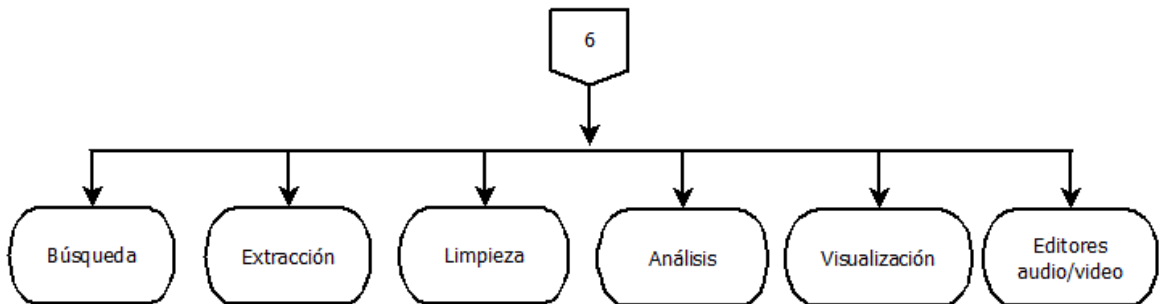 6
Búsqueda
Extracción
Limpieza
Análisis
Visualización
Editores
audio/video